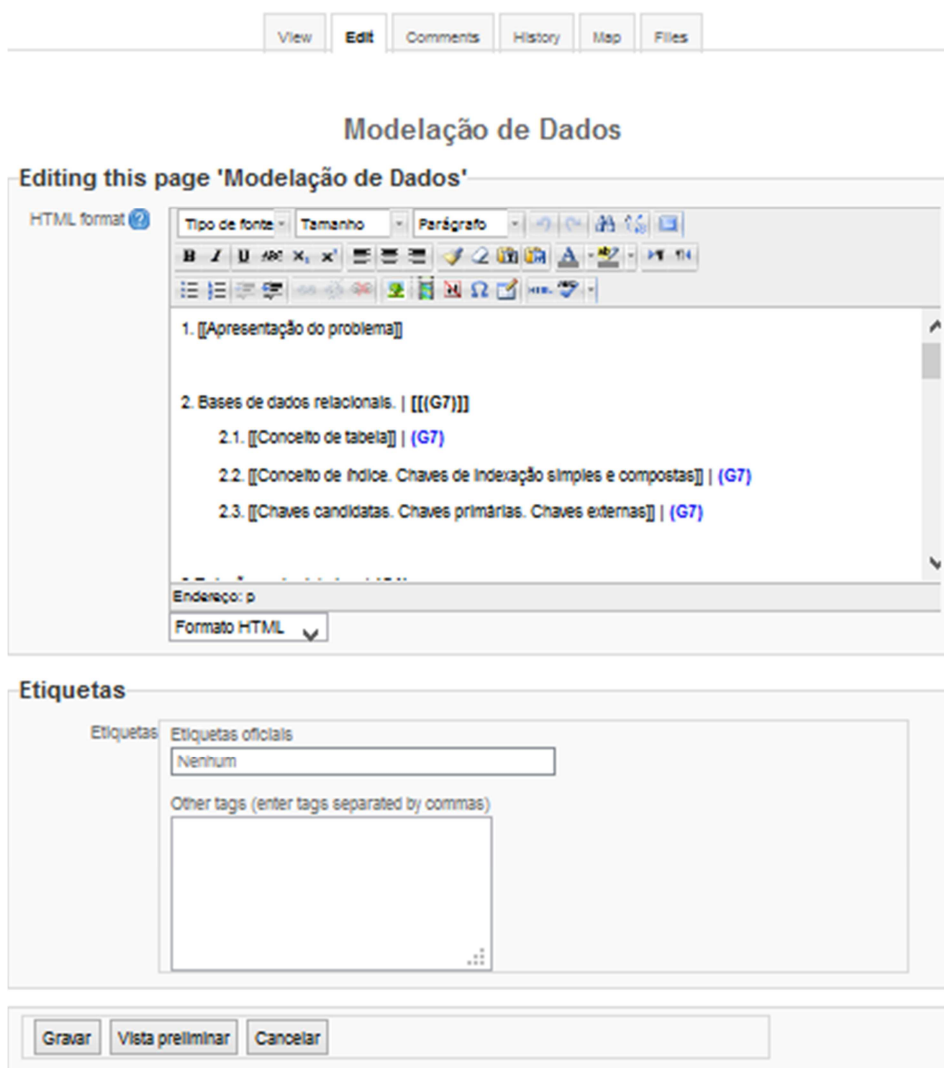 View Edit Comments History Map Files
Modelação de Dados
Editing this page 'Modelação de Dados'
HTML format
Tipo de fonte Tamanho Parágrafo
B I U ABC
HTML
1. [[Apresentação do problema]]
2. Bases de dados relacionais. | [[(G7)]]
2.1. [[Conceito de tabela]] | (G7)
2.2. [[Conceito de índice. Chaves de indexação simples e compostas]] | (G7)
2.3. [[Chaves candidatas. Chaves primárias. Chaves externas]] | (G7)
Endereço: p
Formato HTML
Etiquetas
Etiquetas Etiquetas oficiais
Nenhum
Other tags (enter tags separated by commas)
Gravar Vista preliminar Cancelar